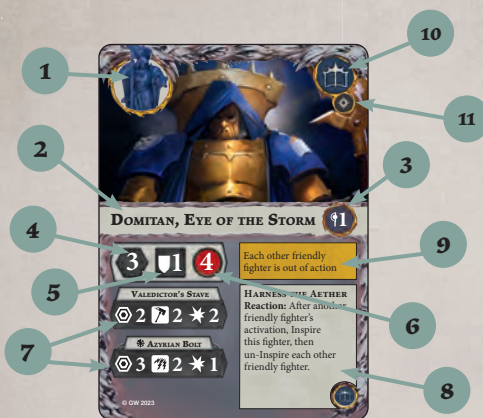 1
10
11
2
3
DOMITAN, EYE OF THE STORM 1
4
3 1 4
Each other friendly
fighter is out of action
9
5
VALEDICTOR'S STAVE
2 2 2
6
HARNESS THE AETHER
Reaction: After another
friendly fighter's
activation, Inspire
this fighter, then
un-Inspire each other
friendly fighter.
7
AZYRIAN BOLT
3 2 1
8
© GW 2023